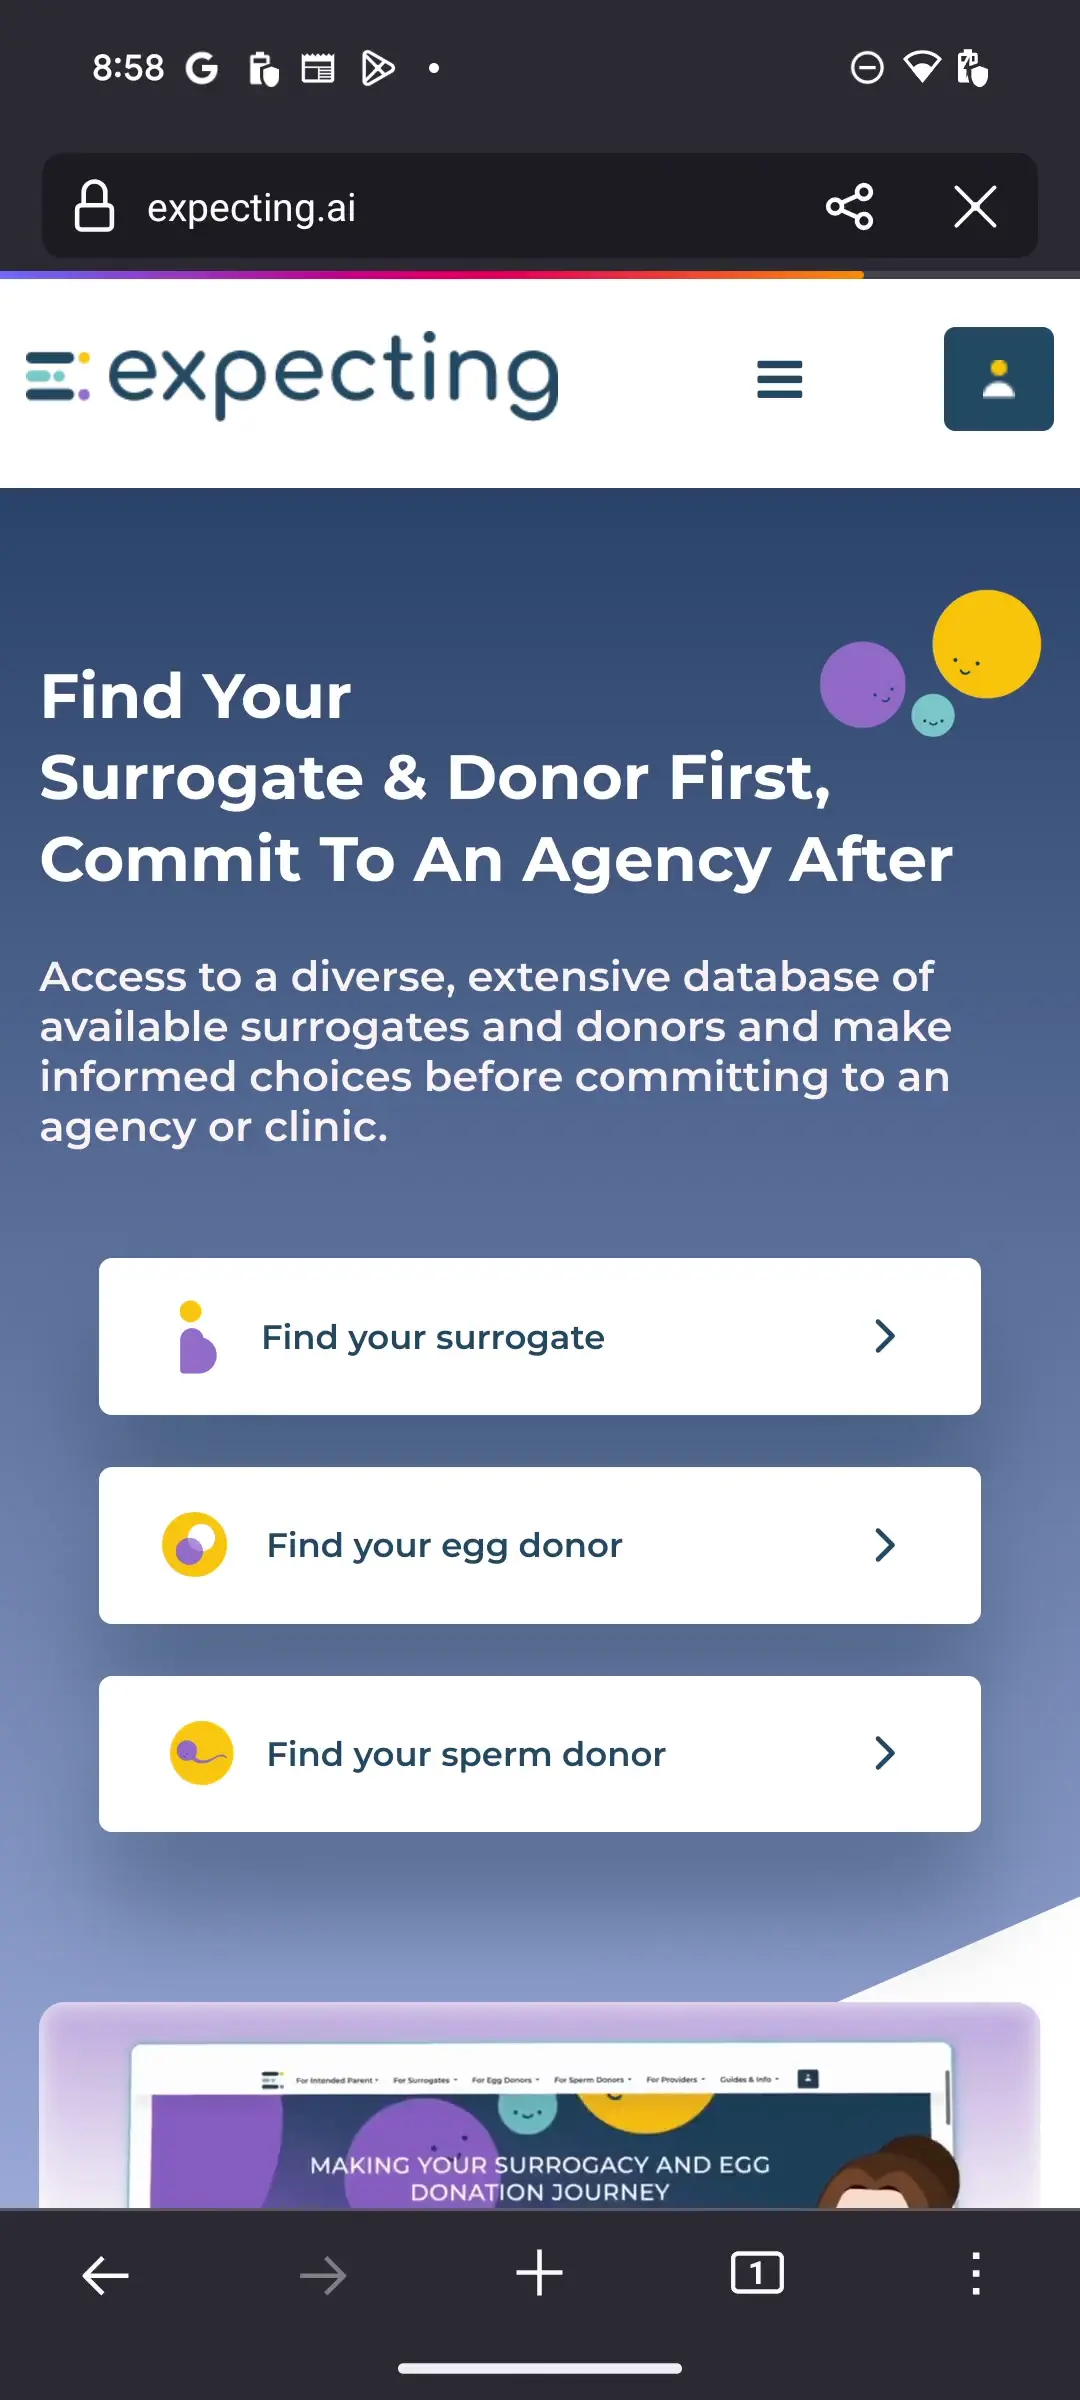 8:58
expecting.ai
expecting
Find Your
Surrogate & Donor First,
Commit To An Agency After
Access to a diverse, extensive database of
available surrogates and donors and make
informed choices before committing to an
agency or clinic.
Find your surrogate
Find your egg donor
Find your sperm donor
For Intended Parent For Surrogates For Egg Donors For Sperm Donors For Providers Guides & Info
MAKING YOUR SURROGACY AND EGG
DONATION JOURNEY
1